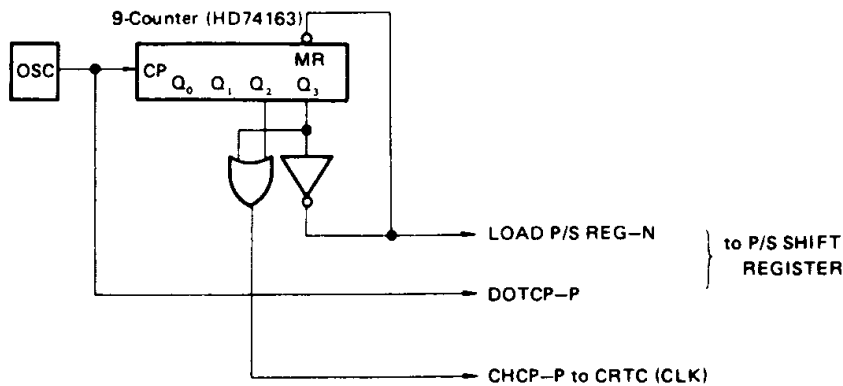 9-Counter (HD74163)
OSC
CP
MR
Q₀ Q₁ Q₂ Q₃
LOAD P/S REG–N
to P/S SHIFT
REGISTER
DOTCP–P
CHCP–P to CRTC (CLK)